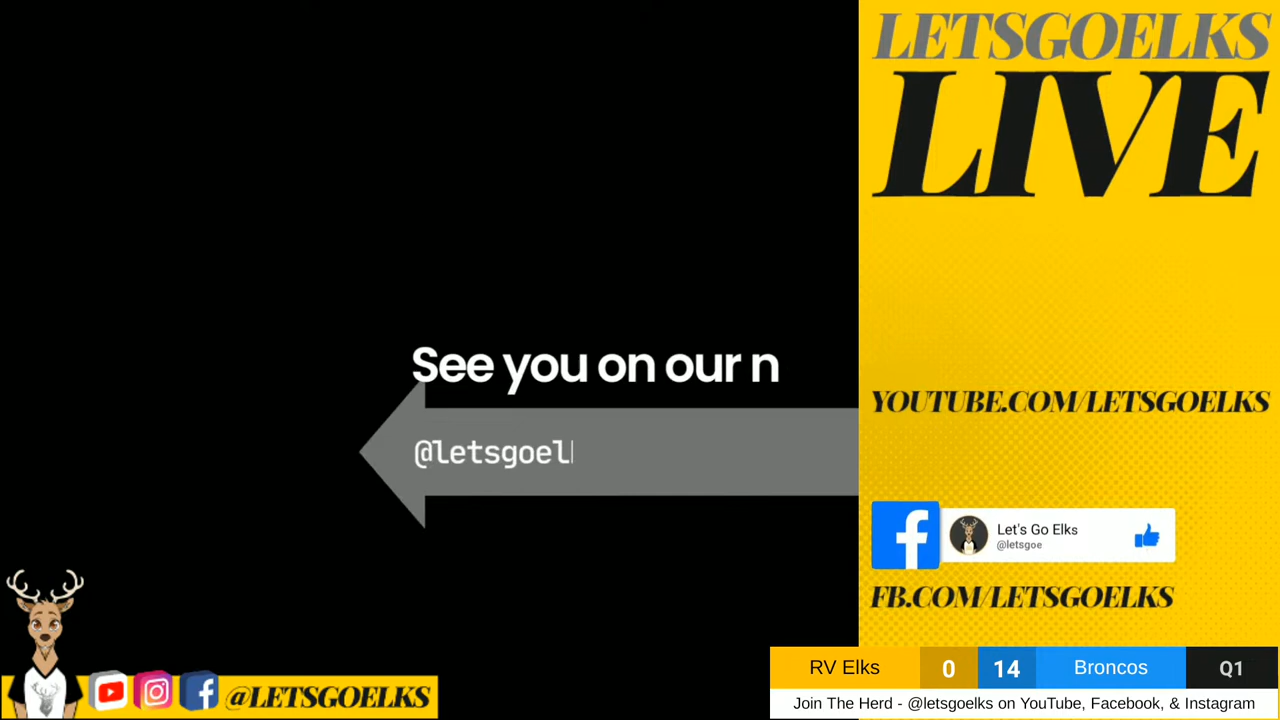 LETSGOELKS
LIVE
See you on our n
@letsgoel
YOUTUBE.COM/LETSGOELKS
Let's Go Elks
@letsgoe
FB.COM/LETSGOELKS
@LETSGOELKS
RV Elks 0 14 Broncos Q1
Join The Herd - @letsgoelks on YouTube, Facebook, & Instagram